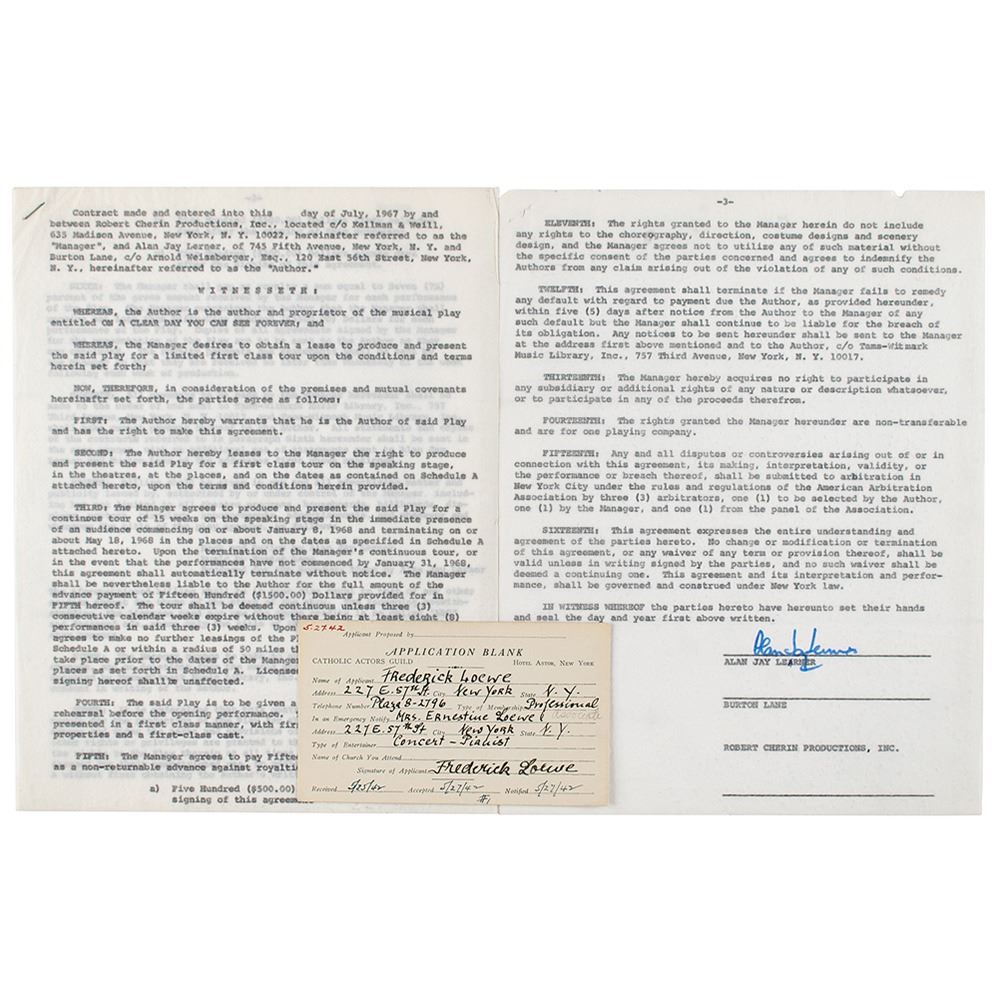 Contract made and entered into this day of July, 1967 by and
between Robert Cherin Productions, Inc., located c/o Kellman & Weill,
635 Madison Avenue, New York, N. Y. 10022, hereinafter referred to as the
"Manager", and Alan Jay Lerner, of 745 Fifth Avenue, New York, N. Y. and
Burton Lane, c/o Arnold Weissberger, Esq., 120 East 56th Street, New York,
N. Y., hereinafter referred to as the "Author."
W I T N E S S E T H :
WHEREAS, the Author is the author and proprietor of the musical play
entitled ON A CLEAR DAY YOU CAN SEE FOREVER; and
WHEREAS, the Manager desires to obtain a lease to produce and present
the said play for a limited first class tour upon the conditions and terms
herein set forth;
NOW, THEREFORE, in consideration of the premises and mutual covenants
hereinaftr set forth, the parties agree as follows:
FIRST: The Author hereby warrants that he is the Author of said Play
and has the right to make this agreement.
SECOND: The Author hereby leases to the Manager the right to produce
and present the said Play for a first class tour on the speaking stage,
in the theatres, at the places, and on the dates as contained on Schedule A
attached hereto, upon the terms and conditions herein provided.
THIRD: The Manager agrees to produce and present the said Play for a
continous tour of 15 weeks on the speaking stage in the immediate presence
of an audience commencing on or about January 8, 1968 and terminating on or
about May 18, 1968 in the places and on the dates as specified in Schedule A
attached hereto. Upon the termination of the Manager's continuous tour, or
in the event that the performances have not commenced by January 31, 1968,
this agreement shall automatically terminate without notice. The Manager
shall be nevertheless liable to the Author for the full amount of the
advance payment of Fifteen Hundred ($1500.00) Dollars provided for in
FIFTH hereof. The tour shall be deemed continuous unless three (3)
consecutive calendar weeks expire without there being at least eight (8)
performances in said three (3) weeks. Upon
agrees to make no further leasings of the Pl
Schedule A or within a radius of 50 miles t
take place prior to the dates of the Manager
places as set forth in Schedule A. License
signing hereof shall be unaffected.
FOURTH: The said Play is to be given a
rehearsal before the opening performance.
presented in a first class manner, with fir
properties and a first-class cast.
FIFTH: The Manager agrees to pay Fiftee
as a non-returnable advance against royalti
a) Five Hundred ($500.00)
signing of this agreeme
-3-
ELEVENTH: The rights granted to the Manager herein do not include
any rights to the choreography, direction, costume designs and scenery
design, and the Manager agrees not to utilize any of such material without
the specific consent of the parties concerned and agrees to indemnify the
Authors from any claim arising out of the violation of any of such conditions.
TWELFTH: This agreement shall terminate if the Manager fails to remedy
any default with regard to payment due the Author, as provided hereunder,
within five (5) days after notice from the Author to the Manager of any
such default but the Manager shall continue to be liable for the breach of
its obligation. Any notices to be sent hereunder shall be sent to the Manager
at the address first above mentioned and to the Author, c/o Tams-Witmark
Music Library, Inc., 757 Third Avenue, New York, N. Y. 10017.
THIRTEENTH: The Manager hereby acquires no right to participate in
any subsidiary or additional rights of any nature or description whatsoever,
or to participate in any of the proceeds therefrom.
FOURTEENTH: The rights granted the Manager hereunder are non-transferable
and are for one playing company.
FIFTEENTH: Any and all disputes or controversies arising out of or in
connection with this agreement, its making, interpretation, validity, or
the performance or breach thereof, shall be submitted to arbitration in
New York City under the rules and regulations of the American Arbitration
Association by three (3) arbitrators, one (1) to be selected by the Author,
one (1) by the Manager, and one (1) from the panel of the Association.
SIXTEENTH: This agreement expresses the entire understanding and
agreement of the parties hereto. No change or modification or termination
of this agreement, or any waiver of any term or provision thereof, shall be
valid unless in writing signed by the parties, and no such waiver shall be
deemed a continuing one. This agreement and its interpretation and perfor-
mance, shall be governed and construed under New York law.
IN WITNESS WHEREOF the parties hereto have hereunto set their hands
and seal the day and year first above written.
Alan Jay Lerner
ALAN JAY LERNER
BURTON LANE
ROBERT CHERIN PRODUCTIONS, INC.
5-27-42
Applicant Proposed by
APPLICATION BLANK
CATHOLIC ACTORS GUILD HOTEL ASTOR, NEW YORK
Name of Applicant Frederick Loewe
Address 227 E. 57th St. City New York State N. Y.
Telephone Number Plaza 8-2796 Type of Membership Professional
Associate
In an Emergency Notify Mrs. Ernestine Loewe
Address 227 E. 57th St City New York State N. Y.
Type of Entertainer Concert - Pianist
Name of Church You Attend
Signature of Applicant Frederick Loewe
Received 5/25/42 Accepted 5/27/42 Notified 5/27/42
#1